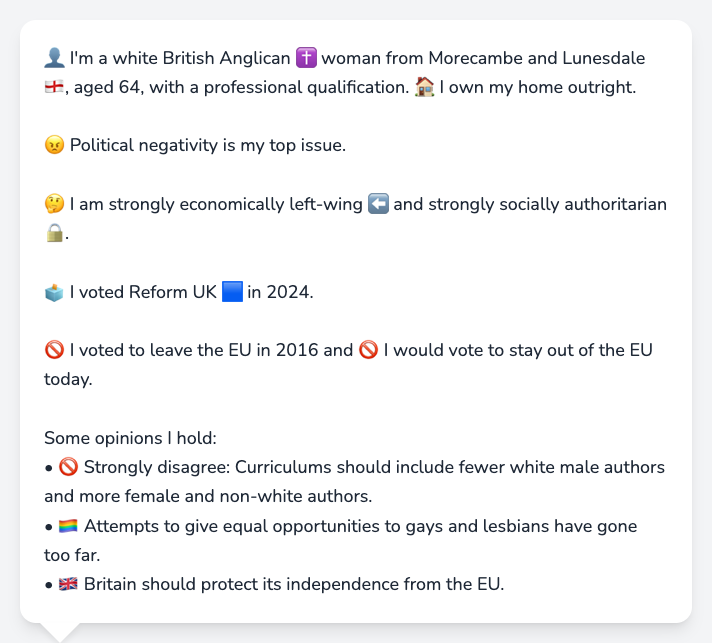 👤 I'm a white British Anglican ✝️ woman from Morecambe and Lunesdale
🏴󠁧󠁢󠁥󠁮󠁧󠁿, aged 64, with a professional qualification. 🏠 I own my home outright.
😠 Political negativity is my top issue.
🤔 I am strongly economically left-wing ⬅️ and strongly socially authoritarian
🔒.
🗳️ I voted Reform UK 🟦 in 2024.
🚫 I voted to leave the EU in 2016 and 🚫 I would vote to stay out of the EU
today.
Some opinions I hold:
• 🚫 Strongly disagree: Curriculums should include fewer white male authors
and more female and non-white authors.
• 🏳️‍🌈 Attempts to give equal opportunities to gays and lesbians have gone
too far.
• 🇬🇧 Britain should protect its independence from the EU.